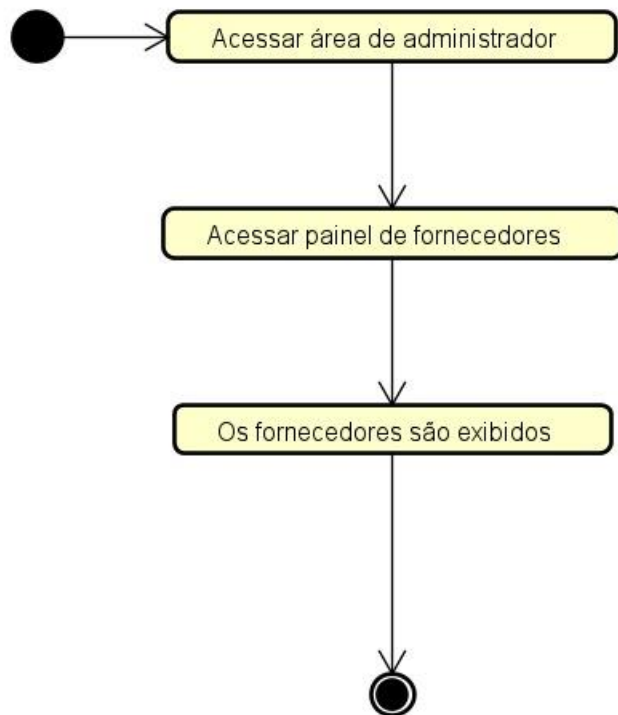 Acessar área de administrador
Acessar painel de fornecedores
Os fornecedores são exibidos